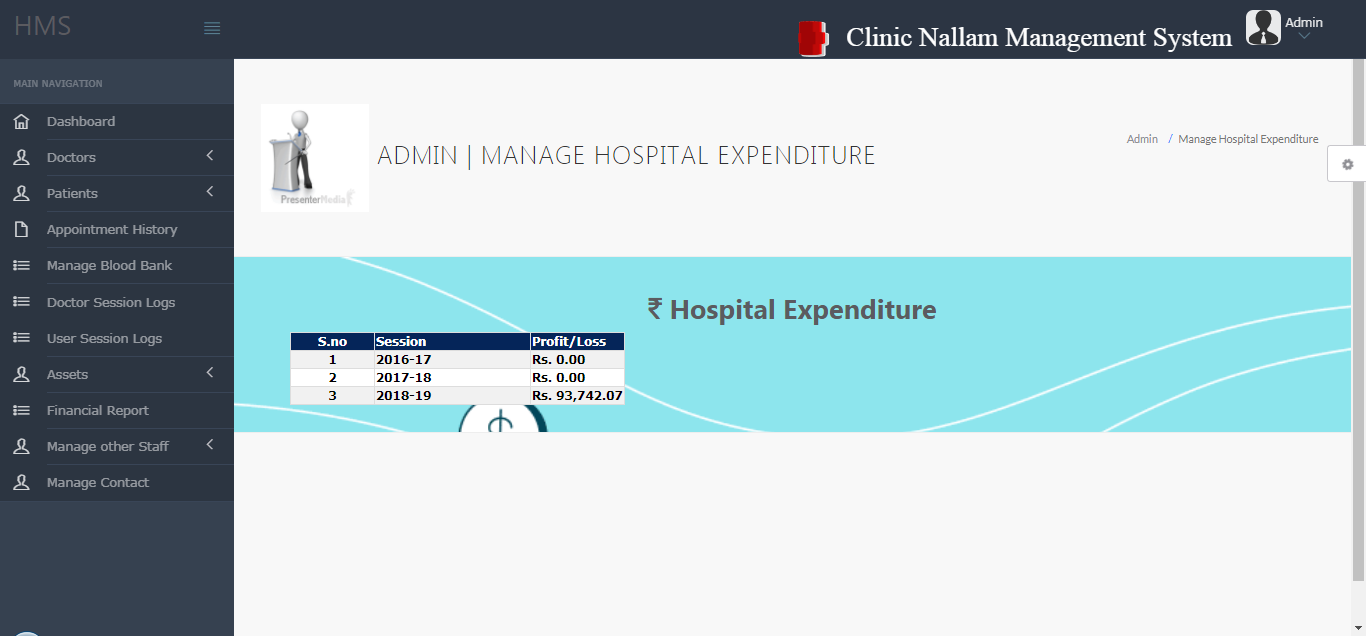 HMS
Clinic Nallam Management System
Admin
MAIN NAVIGATION
Dashboard
Doctors
Patients
Appointment History
Manage Blood Bank
Doctor Session Logs
User Session Logs
Assets
Financial Report
Manage other Staff
Manage Contact
PresenterMedia
ADMIN | MANAGE HOSPITAL EXPENDITURE
Admin / Manage Hospital Expenditure
₹ Hospital Expenditure
S.no Session Profit/Loss
1 2016-17 Rs. 0.00
2 2017-18 Rs. 0.00
3 2018-19 Rs. 93,742.07